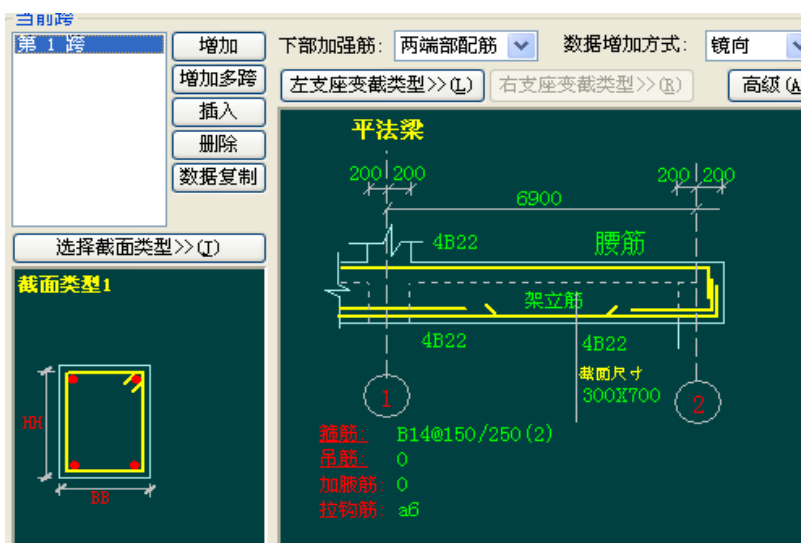 当前跨
第 1 跨
增加
增加多跨
插入
删除
数据复制
下部加强筋:
两端部配筋
数据增加方式:
镜向
左支座变截类型>>(L)
右支座变截类型>>(R)
高级(A
选择截面类型>>(J)
截面类型1
HH
BB
平法梁
200 200
200 200
6900
4B22
腰筋
架立筋
4B22
4B22
截面尺寸
300X700
1
2
箍筋: B14@150/250(2)
吊筋: 0
加腋筋: 0
拉钩筋: a6